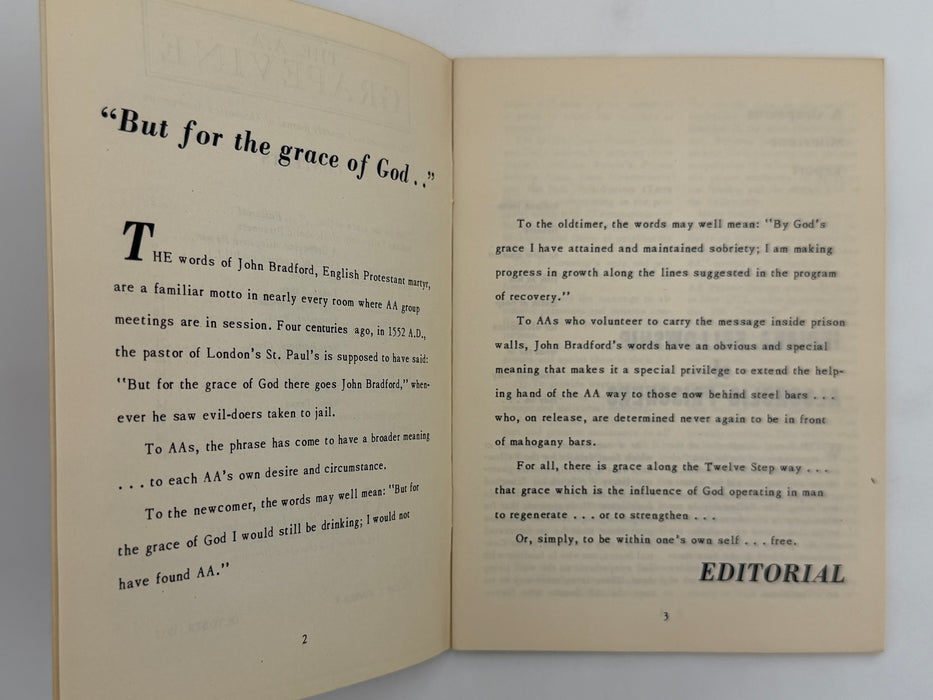 "But for the grace of God . ."
THE words of John Bradford, English Protestant martyr,
are a familiar motto in nearly every room where AA group
meetings are in session. Four centuries ago, in 1552 A.D.,
the pastor of London's St. Paul's is supposed to have said:
"But for the grace of God there goes John Bradford," when-
ever he saw evil-doers taken to jail.
To AAs, the phrase has come to have a broader meaning
. . . to each AA's own desire and circumstance.
To the newcomer, the words may well mean: "But for
the grace of God I would still be drinking; I would not
have found AA."
2
To the oldtimer, the words may well mean: "By God's
grace I have attained and maintained sobriety; I am making
progress in growth along the lines suggested in the program
of recovery."
To AAs who volunteer to carry the message inside prison
walls, John Bradford's words have an obvious and special
meaning that makes it a special privilege to extend the help-
ing hand of the AA way to those now behind steel bars . . .
who, on release, are determined never again to be in front
of mahogany bars.
For all, there is grace along the Twelve Step way . . .
that grace which is the influence of God operating in man
to regenerate . . . or to strengthen . . .
Or, simply, to be within one's own self . . . free.
EDITORIAL
3